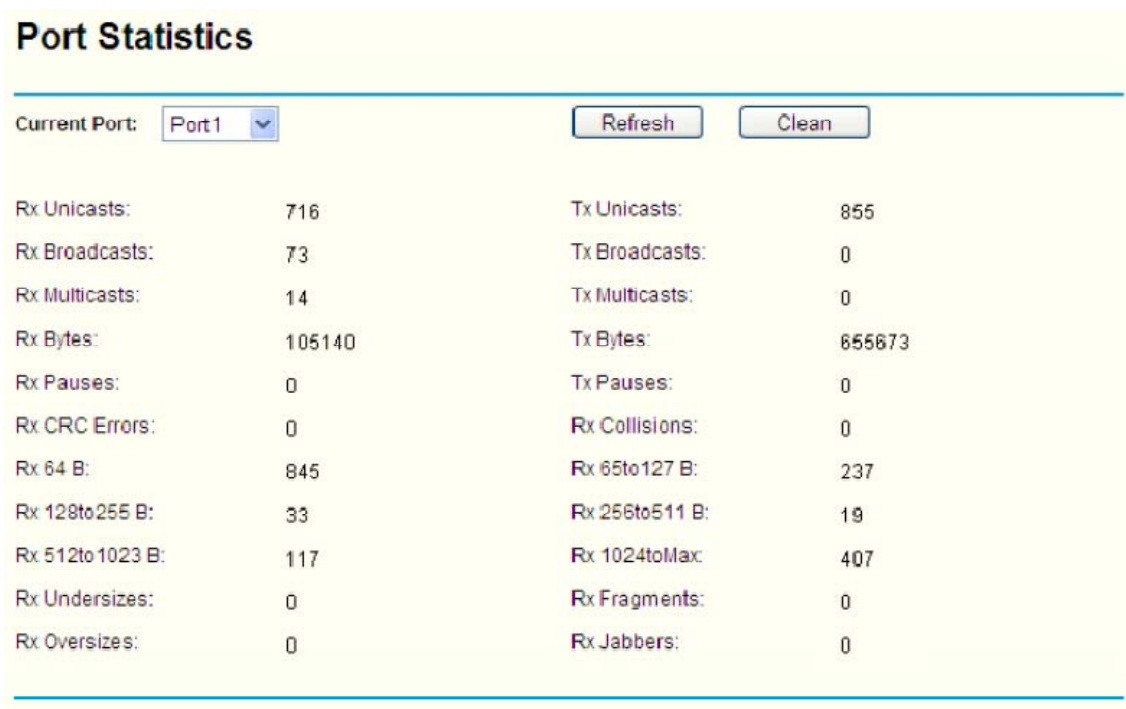 Port Statistics
Current Port: Port1 Refresh Clean
Rx Unicasts: 716 Tx Unicasts: 855
Rx Broadcasts: 73 Tx Broadcasts: 0
Rx Multicasts: 14 Tx Multicasts: 0
Rx Bytes: 105140 Tx Bytes: 655673
Rx Pauses: 0 Tx Pauses: 0
Rx CRC Errors: 0 Rx Collisions: 0
Rx 64 B: 845 Rx 65to127 B: 237
Rx 128to255 B: 33 Rx 256to511 B: 19
Rx 512to1023 B: 117 Rx 1024toMax: 407
Rx Undersizes: 0 Rx Fragments: 0
Rx Oversizes: 0 Rx Jabbers: 0